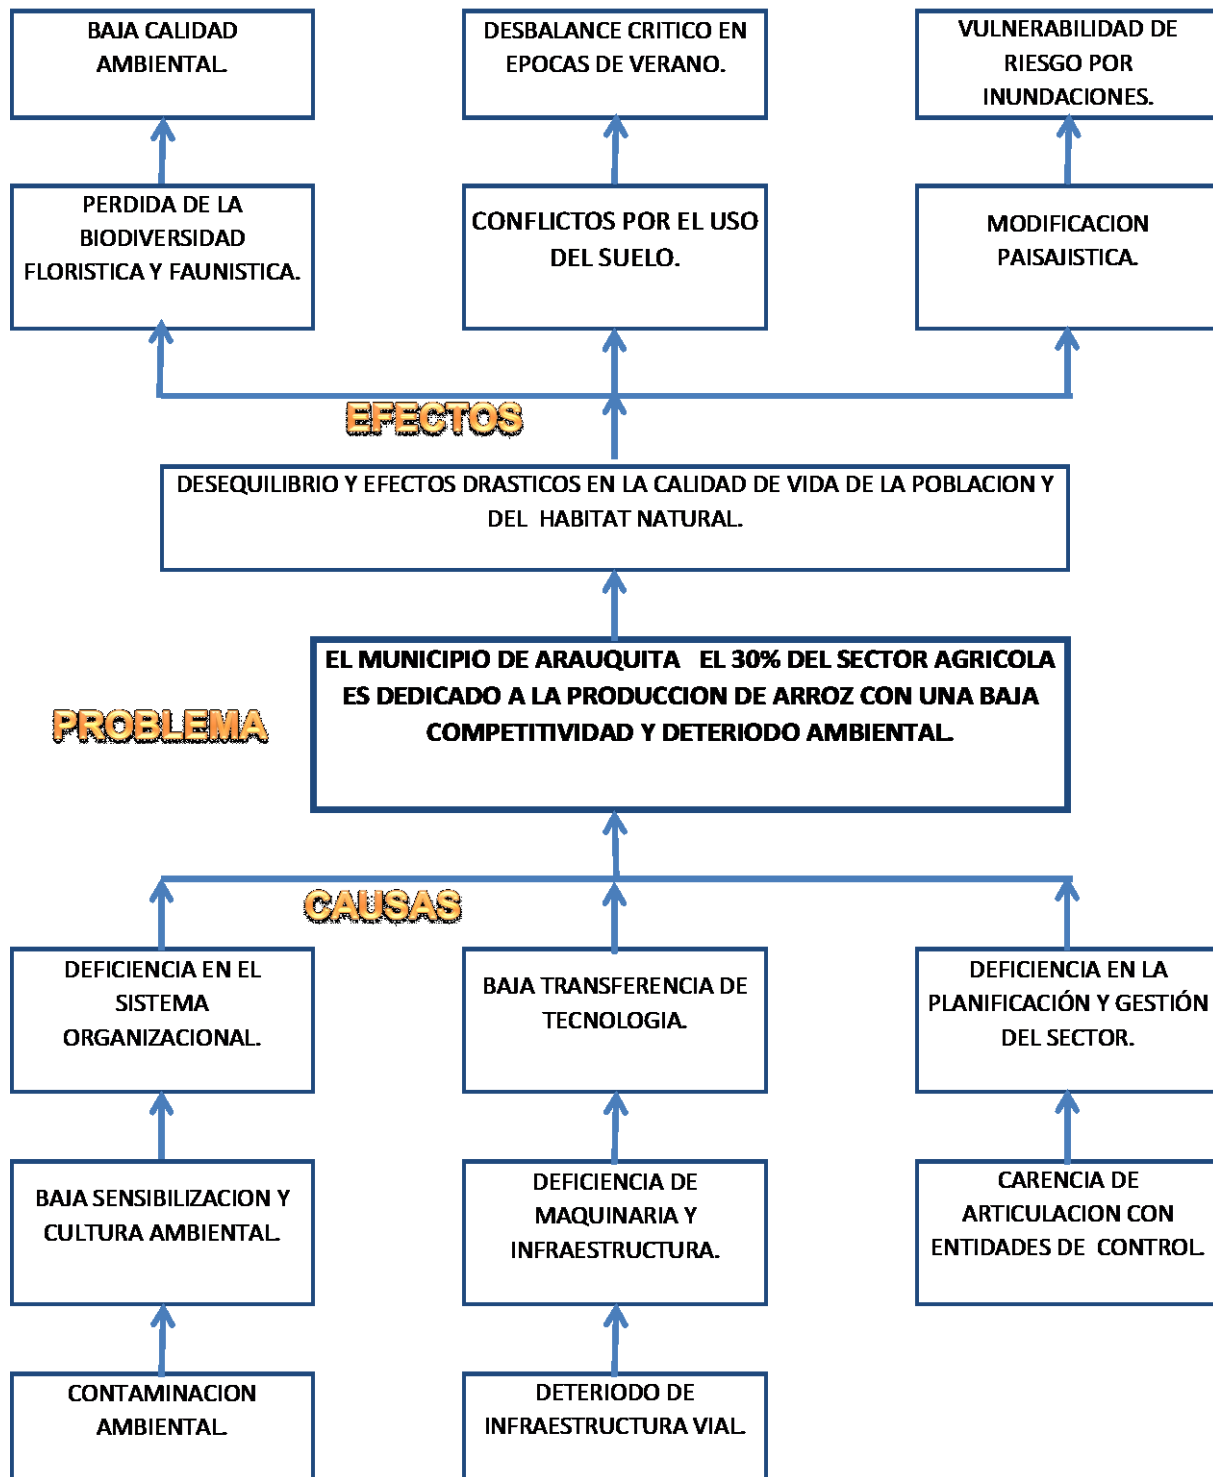 BAJA CALIDAD
AMBIENTAL.
DESBALANCE CRITICO EN
EPOCAS DE VERANO.
VULNERABILIDAD DE
RIESGO POR
INUNDACIONES.
PERDIDA DE LA
BIODIVERSIDAD
FLORISTICA Y FAUNISTICA.
CONFLICTOS POR EL USO
DEL SUELO.
MODIFICACION
PAISAJISTICA.
EFECTOS
DESEQUILIBRIO Y EFECTOS DRASTICOS EN LA CALIDAD DE VIDA DE LA POBLACION Y
DEL HABITAT NATURAL.
PROBLEMA
EL MUNICIPIO DE ARAUQUITA EL 30% DEL SECTOR AGRICOLA
ES DEDICADO A LA PRODUCCION DE ARROZ CON UNA BAJA
COMPETITIVIDAD Y DETERIODO AMBIENTAL.
CAUSAS
DEFICIENCIA EN EL
SISTEMA
ORGANIZACIONAL.
BAJA TRANSFERENCIA DE
TECNOLOGIA.
DEFICIENCIA EN LA
PLANIFICACIÓN Y GESTIÓN
DEL SECTOR.
BAJA SENSIBILIZACION Y
CULTURA AMBIENTAL.
DEFICIENCIA DE
MAQUINARIA Y
INFRAESTRUCTURA.
CARENCIA DE
ARTICULACION CON
ENTIDADES DE CONTROL.
CONTAMINACION
AMBIENTAL.
DETERIODO DE
INFRAESTRUCTURA VIAL.